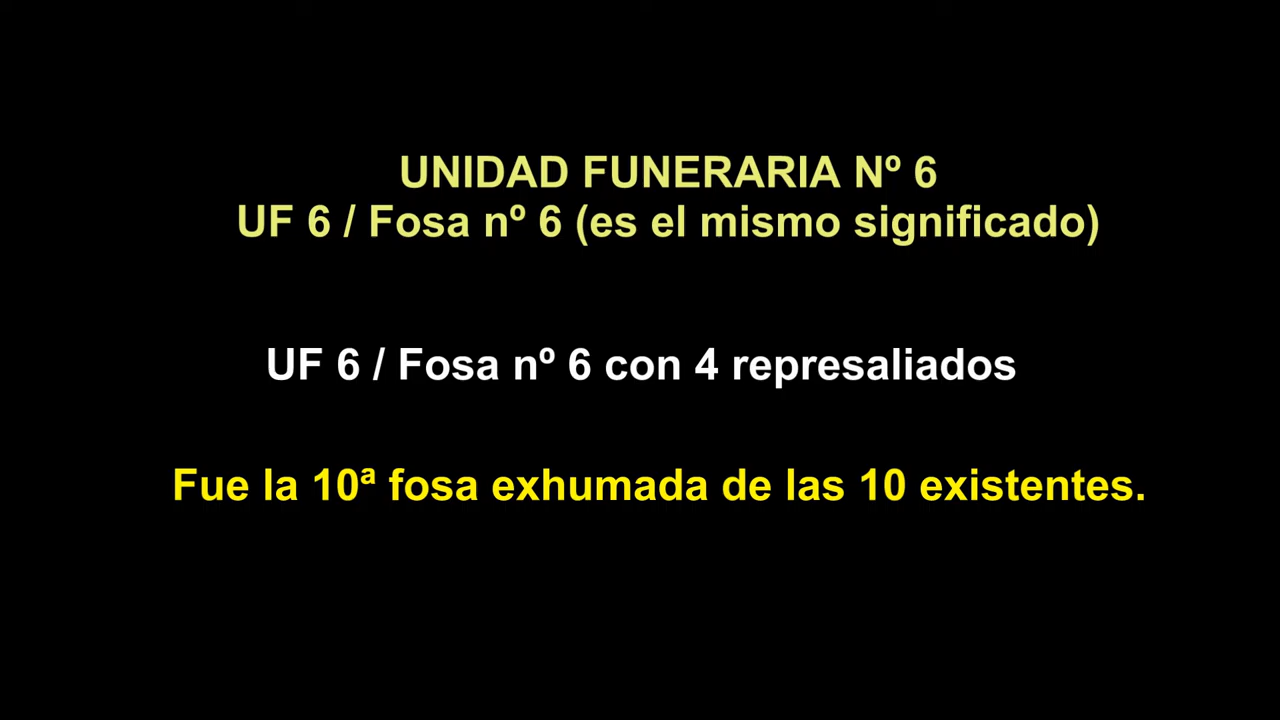 UNIDAD FUNERARIA Nº 6
UF 6 / Fosa nº 6 (es el mismo significado)
UF 6 / Fosa nº 6 con 4 represaliados
Fue la 10ª fosa exhumada de las 10 existentes.